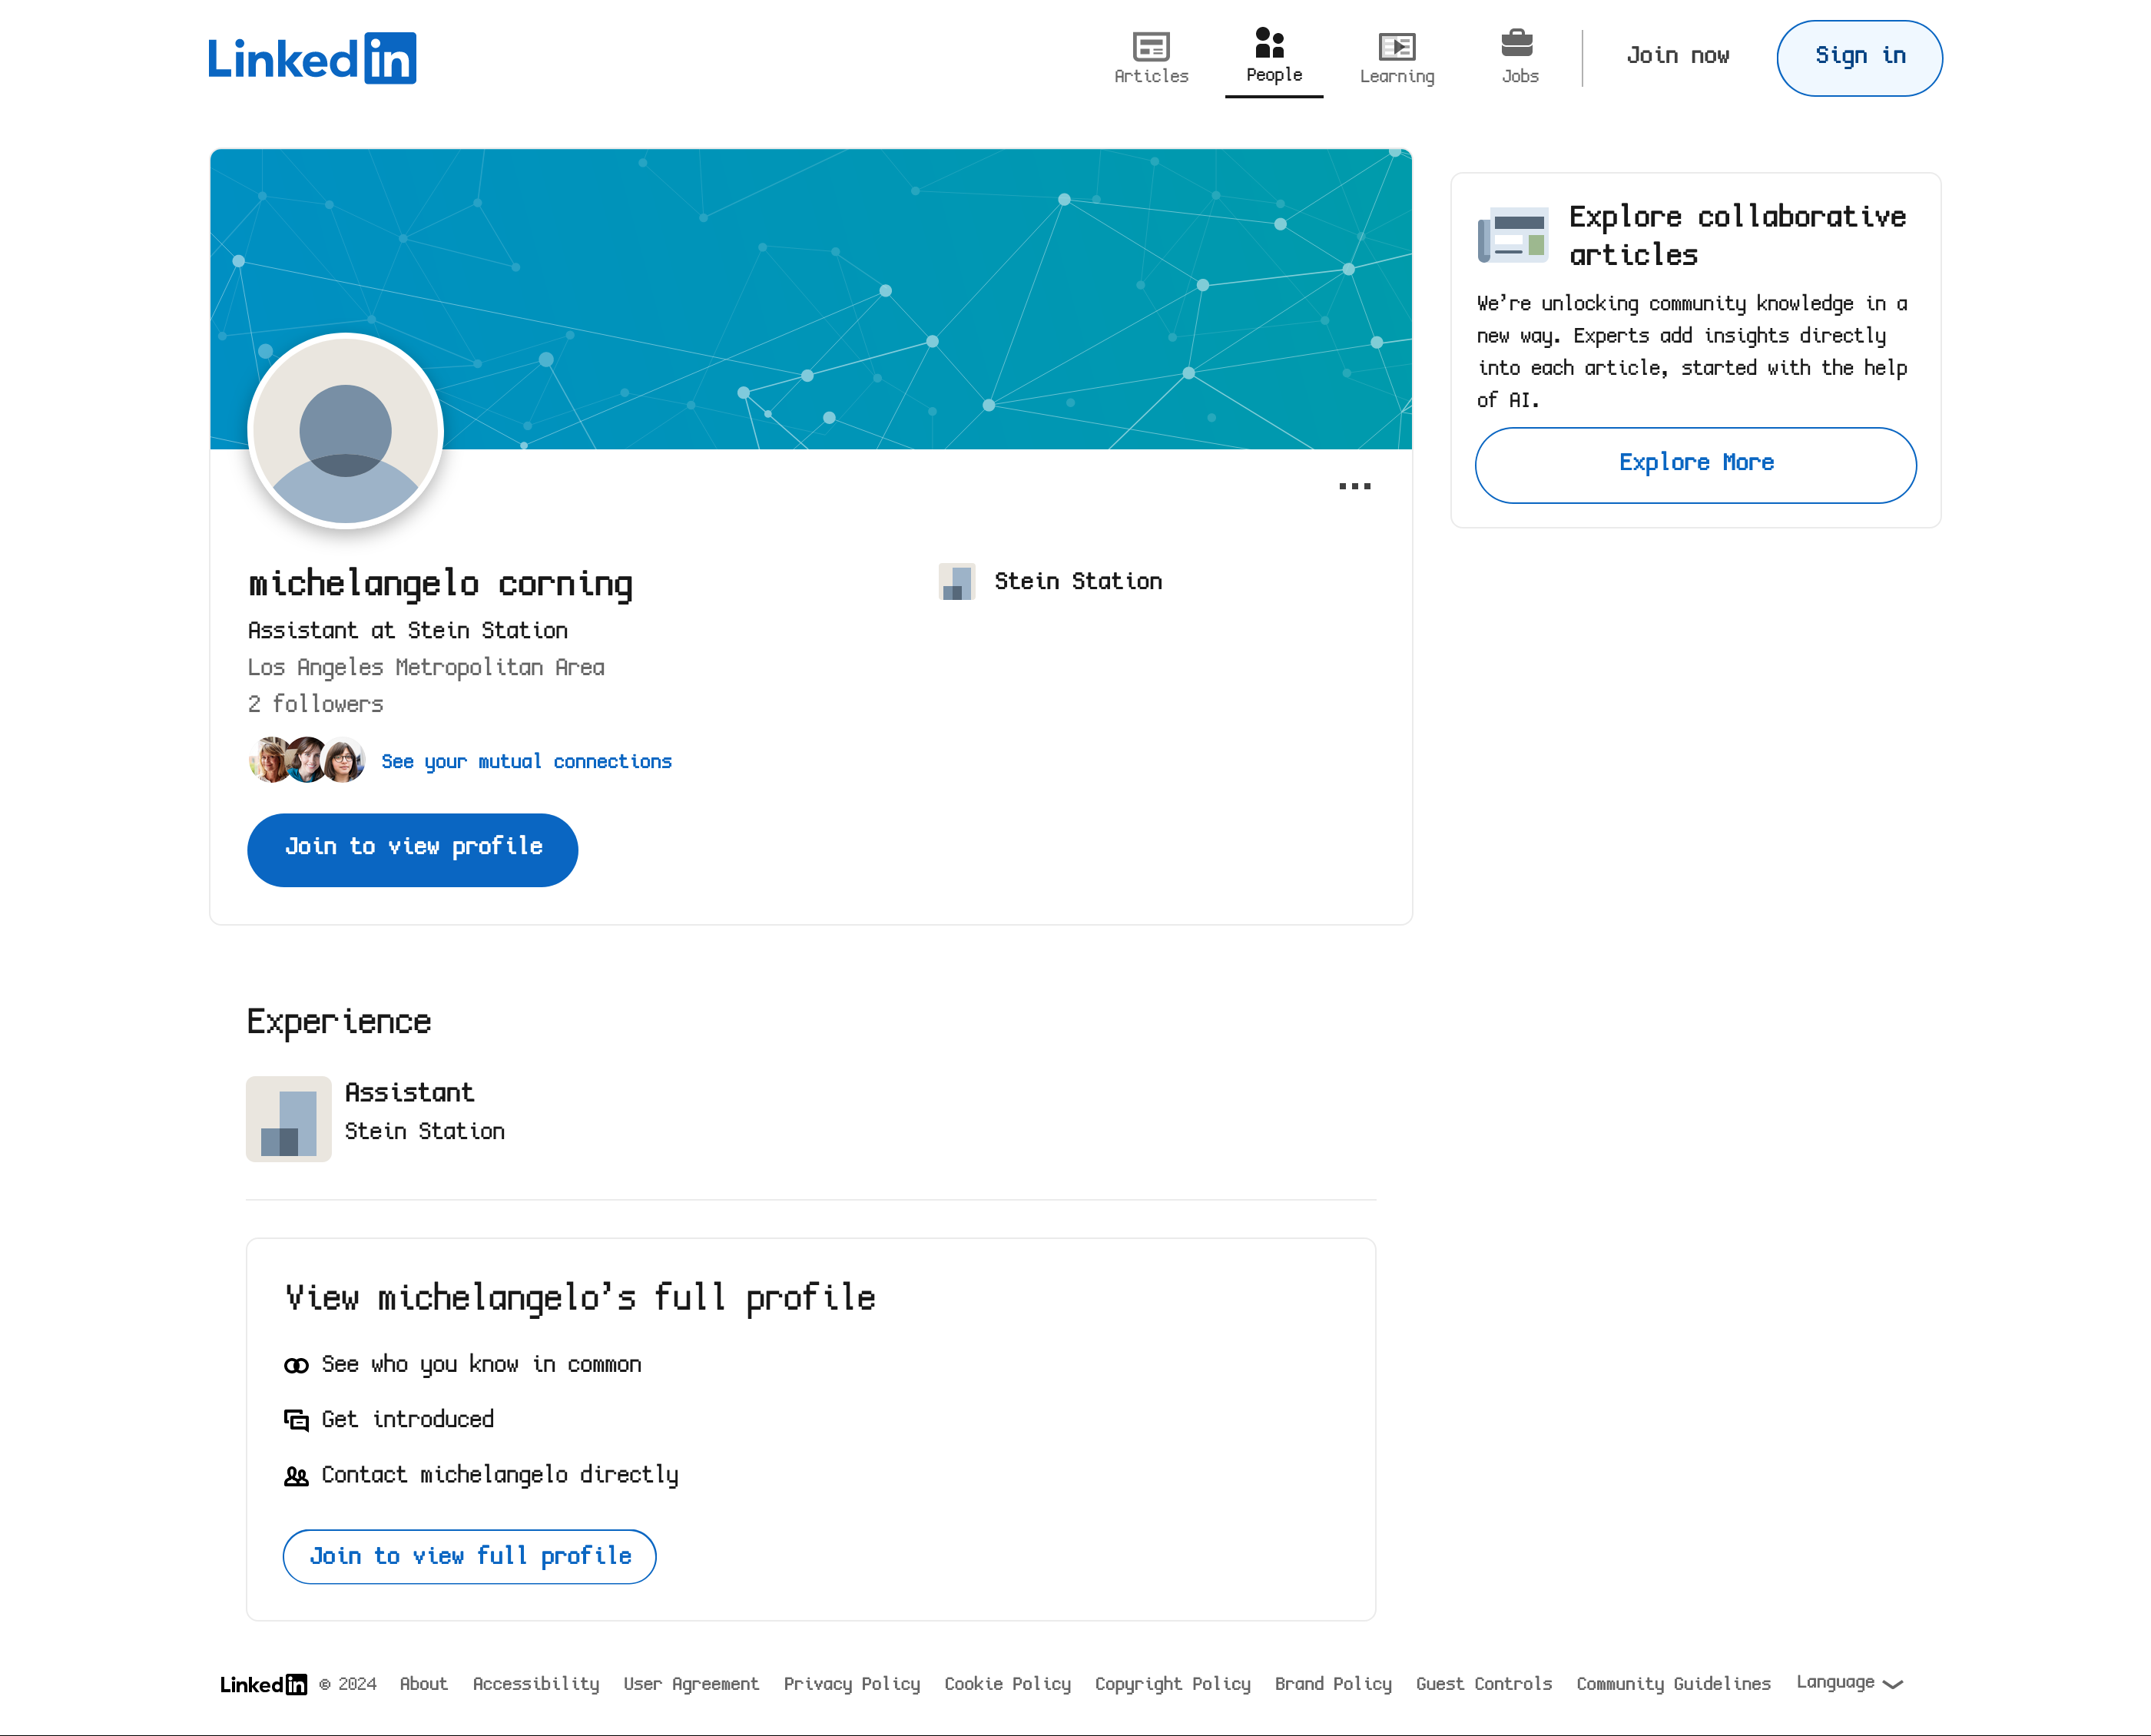 LinkedIn
Articles
People
Learning
Jobs
Join now
Sign in
michelangelo corning
Assistant at Stein Station
Los Angeles Metropolitan Area
2 followers
See your mutual connections
Join to view profile
Stein Station
Explore collaborative
articles
We’re unlocking community knowledge in a
new way. Experts add insights directly
into each article, started with the help
of AI.
Explore More
Experience
Assistant
Stein Station
View michelangelo’s full profile
See who you know in common
Get introduced
Contact michelangelo directly
Join to view full profile
LinkedIn © 2024 About Accessibility User Agreement Privacy Policy Cookie Policy Copyright Policy Brand Policy Guest Controls Community Guidelines Language